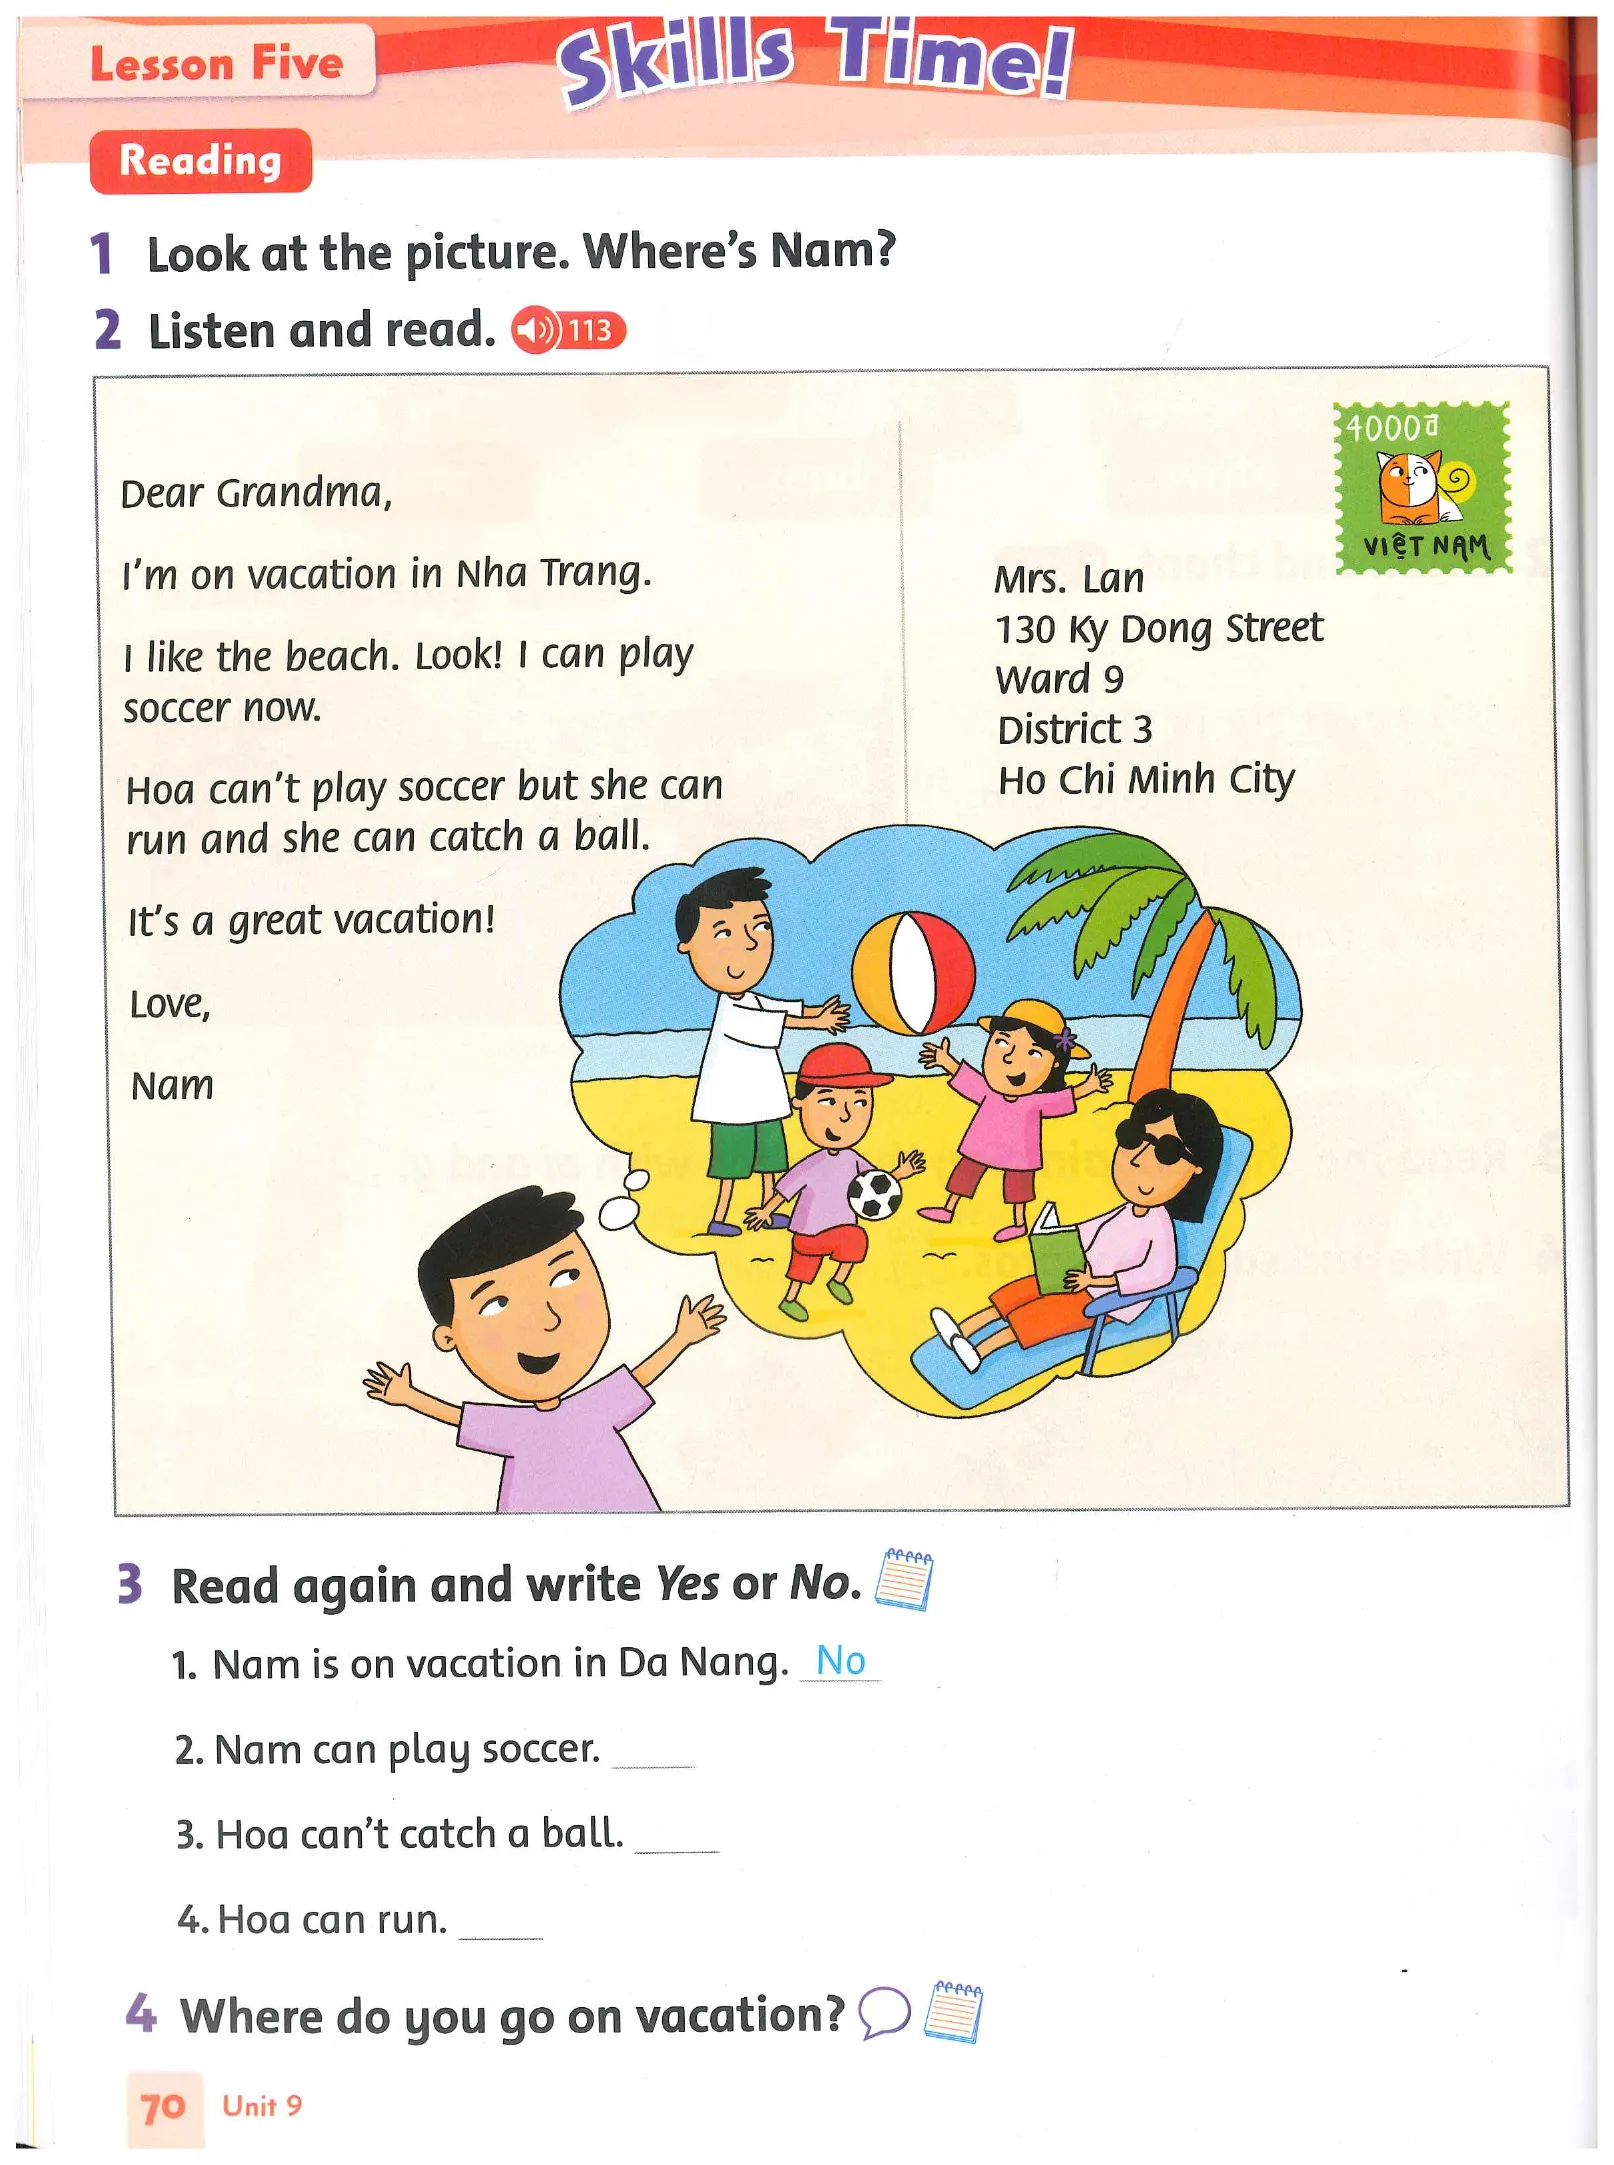 Lesson Five
Skills Time!
Reading
1 Look at the picture. Where's Nam?
2 Listen and read. 113
4000đ
VIỆT NAM
Dear Grandma,
I'm on vacation in Nha Trang.
I like the beach. Look! I can play
soccer now.
Hoa can't play soccer but she can
run and she can catch a ball.
It's a great vacation!
Love,
Nam
Mrs. Lan
130 Ky Dong Street
Ward 9
District 3
Ho Chi Minh City
3 Read again and write Yes or No.
1. Nam is on vacation in Da Nang. No
2. Nam can play soccer. ____
3. Hoa can't catch a ball. ____
4. Hoa can run. ____
4 Where do you go on vacation?
70 Unit 9